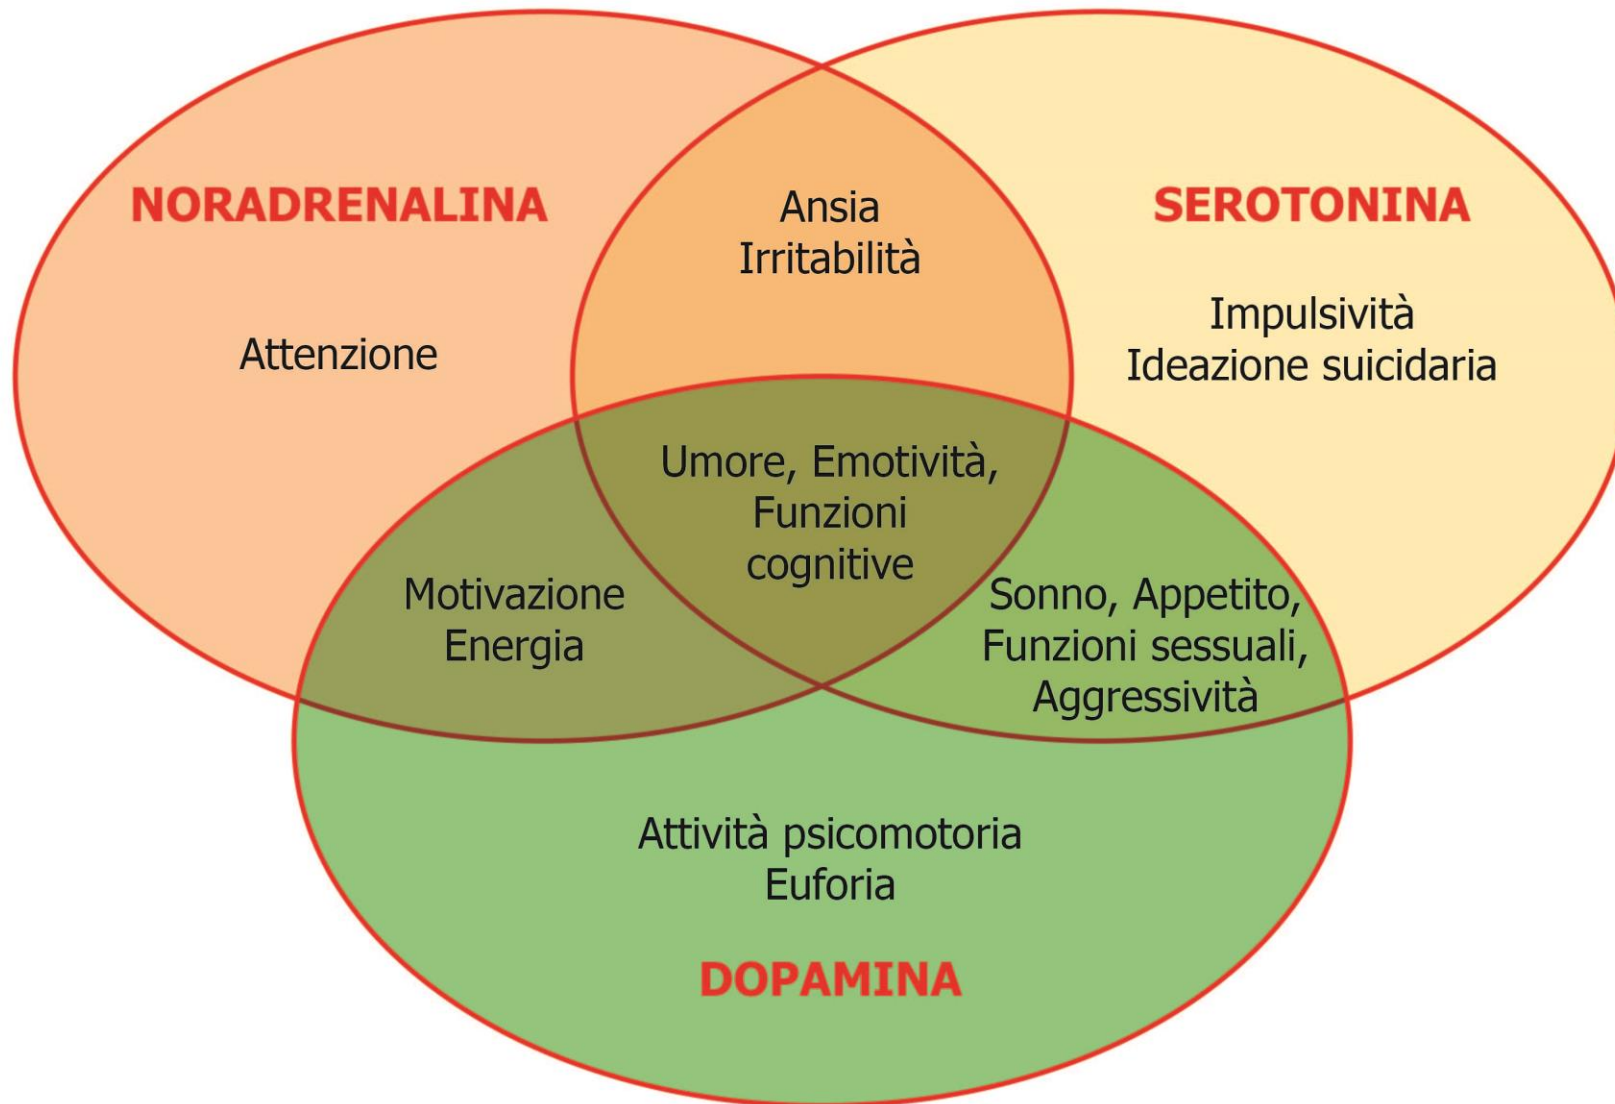 NORADRENALINA
Attenzione
Ansia
Irritabilità
SEROTONINA
Impulsività
Ideazione suicidaria
Umore, Emotività,
Funzioni
cognitive
Motivazione
Energia
Sonno, Appetito,
Funzioni sessuali,
Aggressività
Attività psicomotoria
Euforia
DOPAMINA